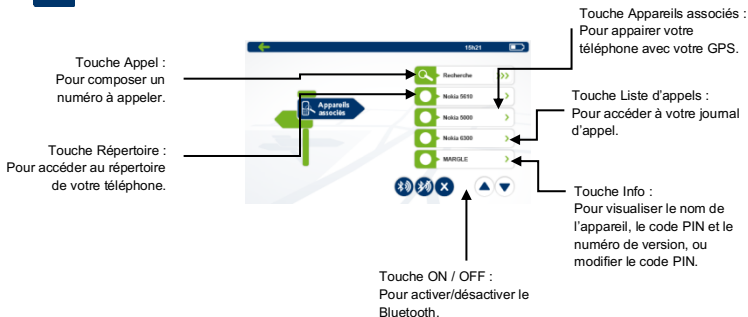 Touche Appel :
Pour composer un
numéro à appeler.
Touche Répertoire :
Pour accéder au répertoire
de votre téléphone.
15h21
Appareils
associés
Recherche
Nokia 5610
Nokia 5000
Nokia 6300
MARGLE
Touche Appareils associés :
Pour appairer votre
téléphone avec votre GPS.
Touche Liste d'appels :
Pour accéder à votre journal
d'appel.
Touche Info :
Pour visualiser le nom de
l'appareil, le code PIN et le
numéro de version, ou
modifier le code PIN.
Touche ON / OFF :
Pour activer/désactiver le
Bluetooth.